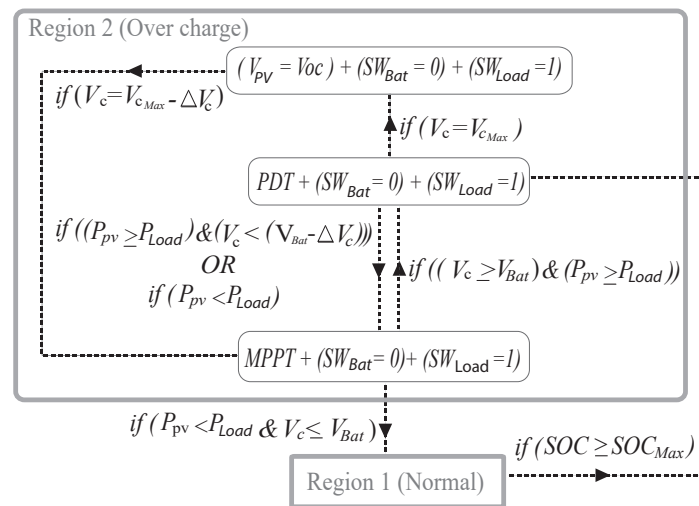 Region 2 (Over charge)
(V_PV = Voc) + (SW_Bat = 0) + (SW_Load = 1)
if (V_c = V_c_Max - ΔV_c)
if (V_c = V_c_Max)
PDT + (SW_Bat = 0) + (SW_Load = 1)
if ((P_pv ≥ P_Load) & (V_c < (V_Bat - ΔV_c)))
OR
if (P_pv < P_Load)
if (( V_c ≥ V_Bat) & (P_pv ≥ P_Load))
MPPT + (SW_Bat = 0) + (SW_Load = 1)
if (P_pv < P_Load & V_c ≤ V_Bat)
if (SOC ≥ SOC_Max)
Region 1 (Normal)